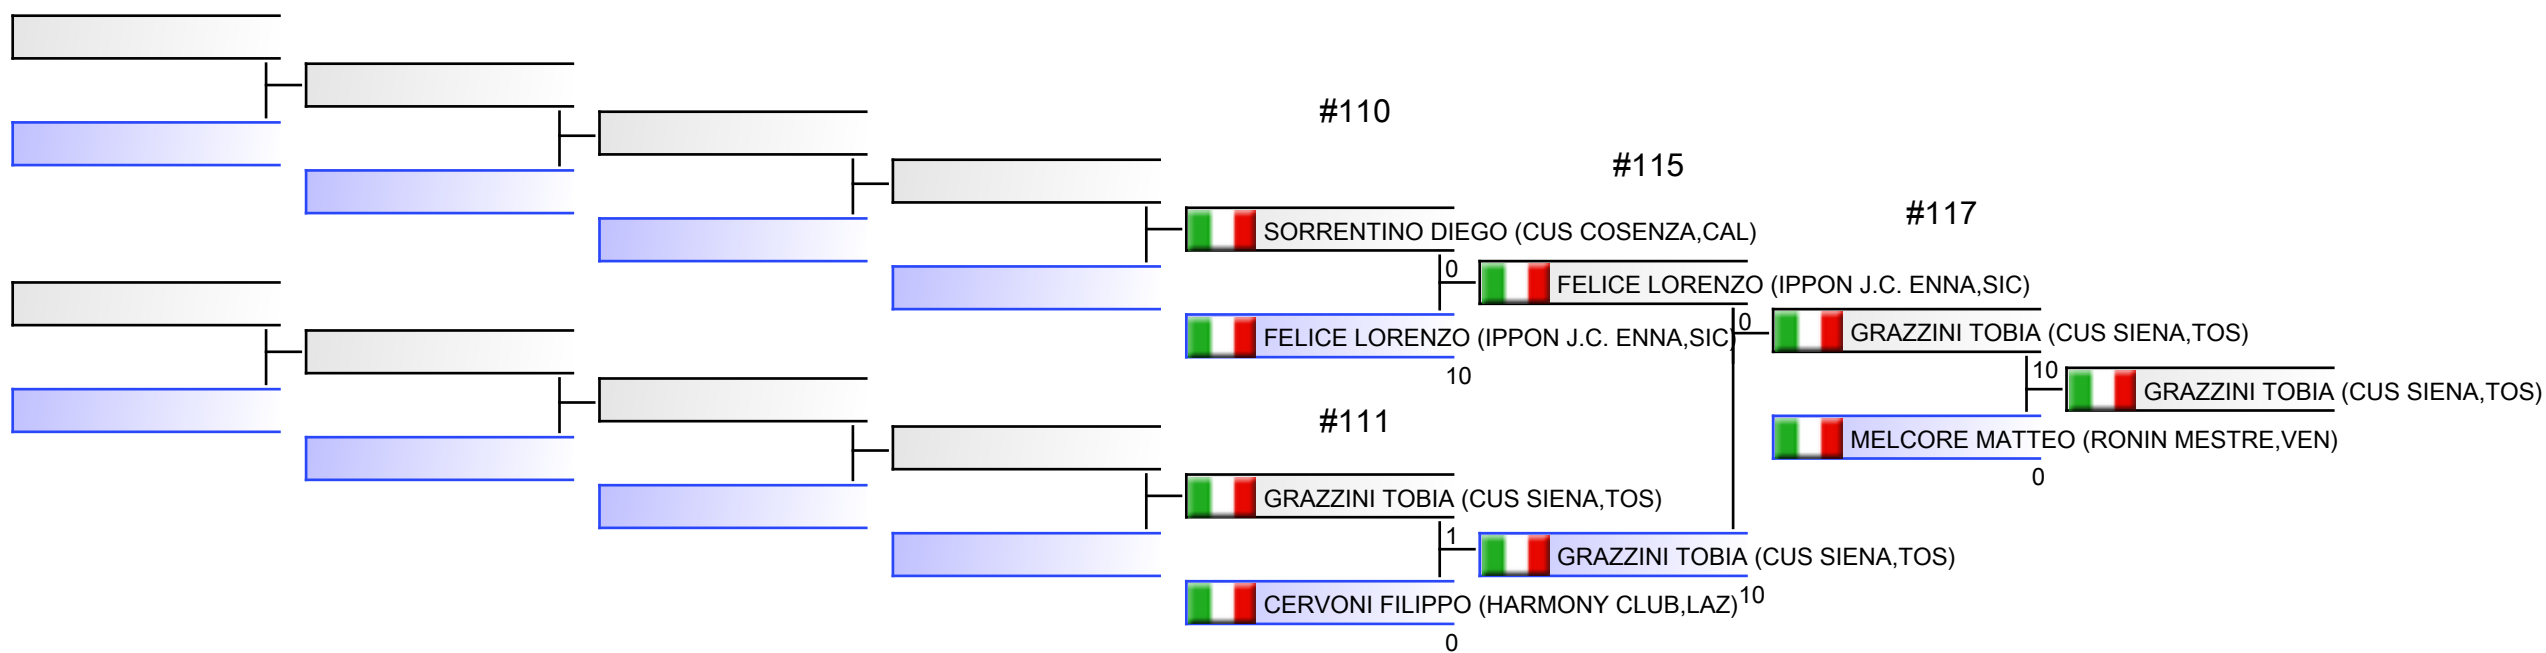 #110
#115
#117
SORRENTINO DIEGO (CUS COSENZA,CAL)
0
FELICE LORENZO (IPPON J.C. ENNA,SIC)
FELICE LORENZO (IPPON J.C. ENNA,SIC)
10
0
GRAZZINI TOBIA (CUS SIENA,TOS)
10
GRAZZINI TOBIA (CUS SIENA,TOS)
MELCORE MATTEO (RONIN MESTRE,VEN)
0
#111
GRAZZINI TOBIA (CUS SIENA,TOS)
1
GRAZZINI TOBIA (CUS SIENA,TOS)
10
CERVONI FILIPPO (HARMONY CLUB,LAZ)
0